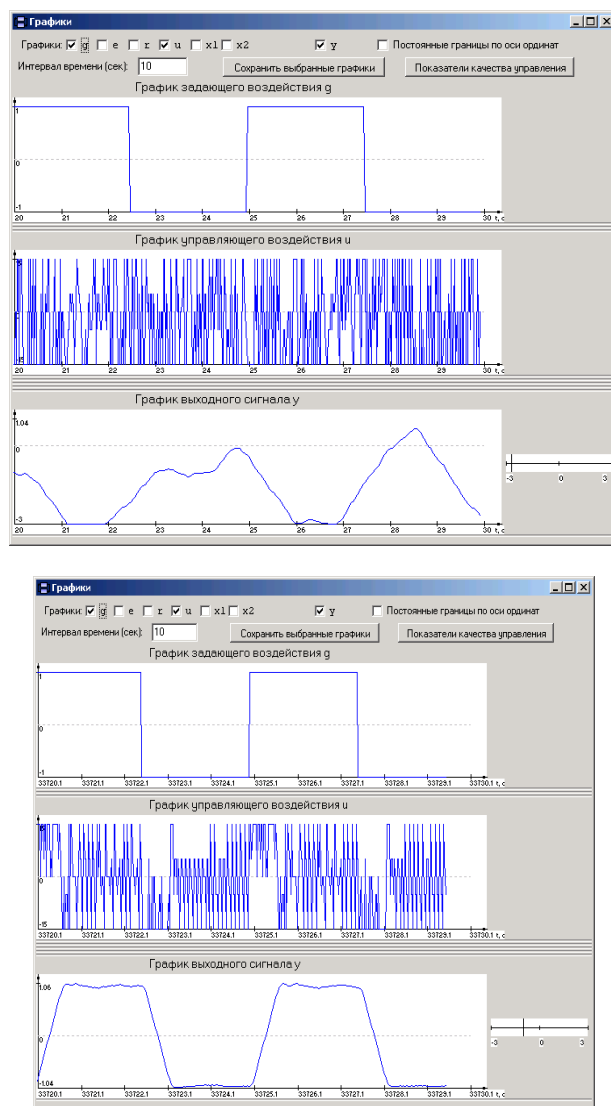 Графики
Графики: g e r u x1 x2 y Постоянные границы по оси ординат
Интервал времени (сек): 10 Сохранить выбранные графики Показатели качества управления
График задающего воздействия g
1
0
-1
20 21 22 23 24 25 26 27 28 29 30 t, с
График управляющего воздействия u
20 21 22 23 24 25 26 27 28 29 30 t, с
График выходного сигнала y
1.04
0
-3 0 3
-3
20 21 22 23 24 25 26 27 28 29 30 t, с
Графики
Графики: g e r u x1 x2 y Постоянные границы по оси ординат
Интервал времени (сек): 10 Сохранить выбранные графики Показатели качества управления
График задающего воздействия g
1
0
-1
33720.1 33721.1 33722.1 33723.1 33724.1 33725.1 33726.1 33727.1 33728.1 33729.1 33730.1 t, с
График управляющего воздействия u
0
-15
33720.1 33721.1 33722.1 33723.1 33724.1 33725.1 33726.1 33727.1 33728.1 33729.1 33730.1 t, с
График выходного сигнала y
1.06
0
-3 0 3
-1.04
33720.1 33721.1 33722.1 33723.1 33724.1 33725.1 33726.1 33727.1 33728.1 33729.1 33730.1 t, с